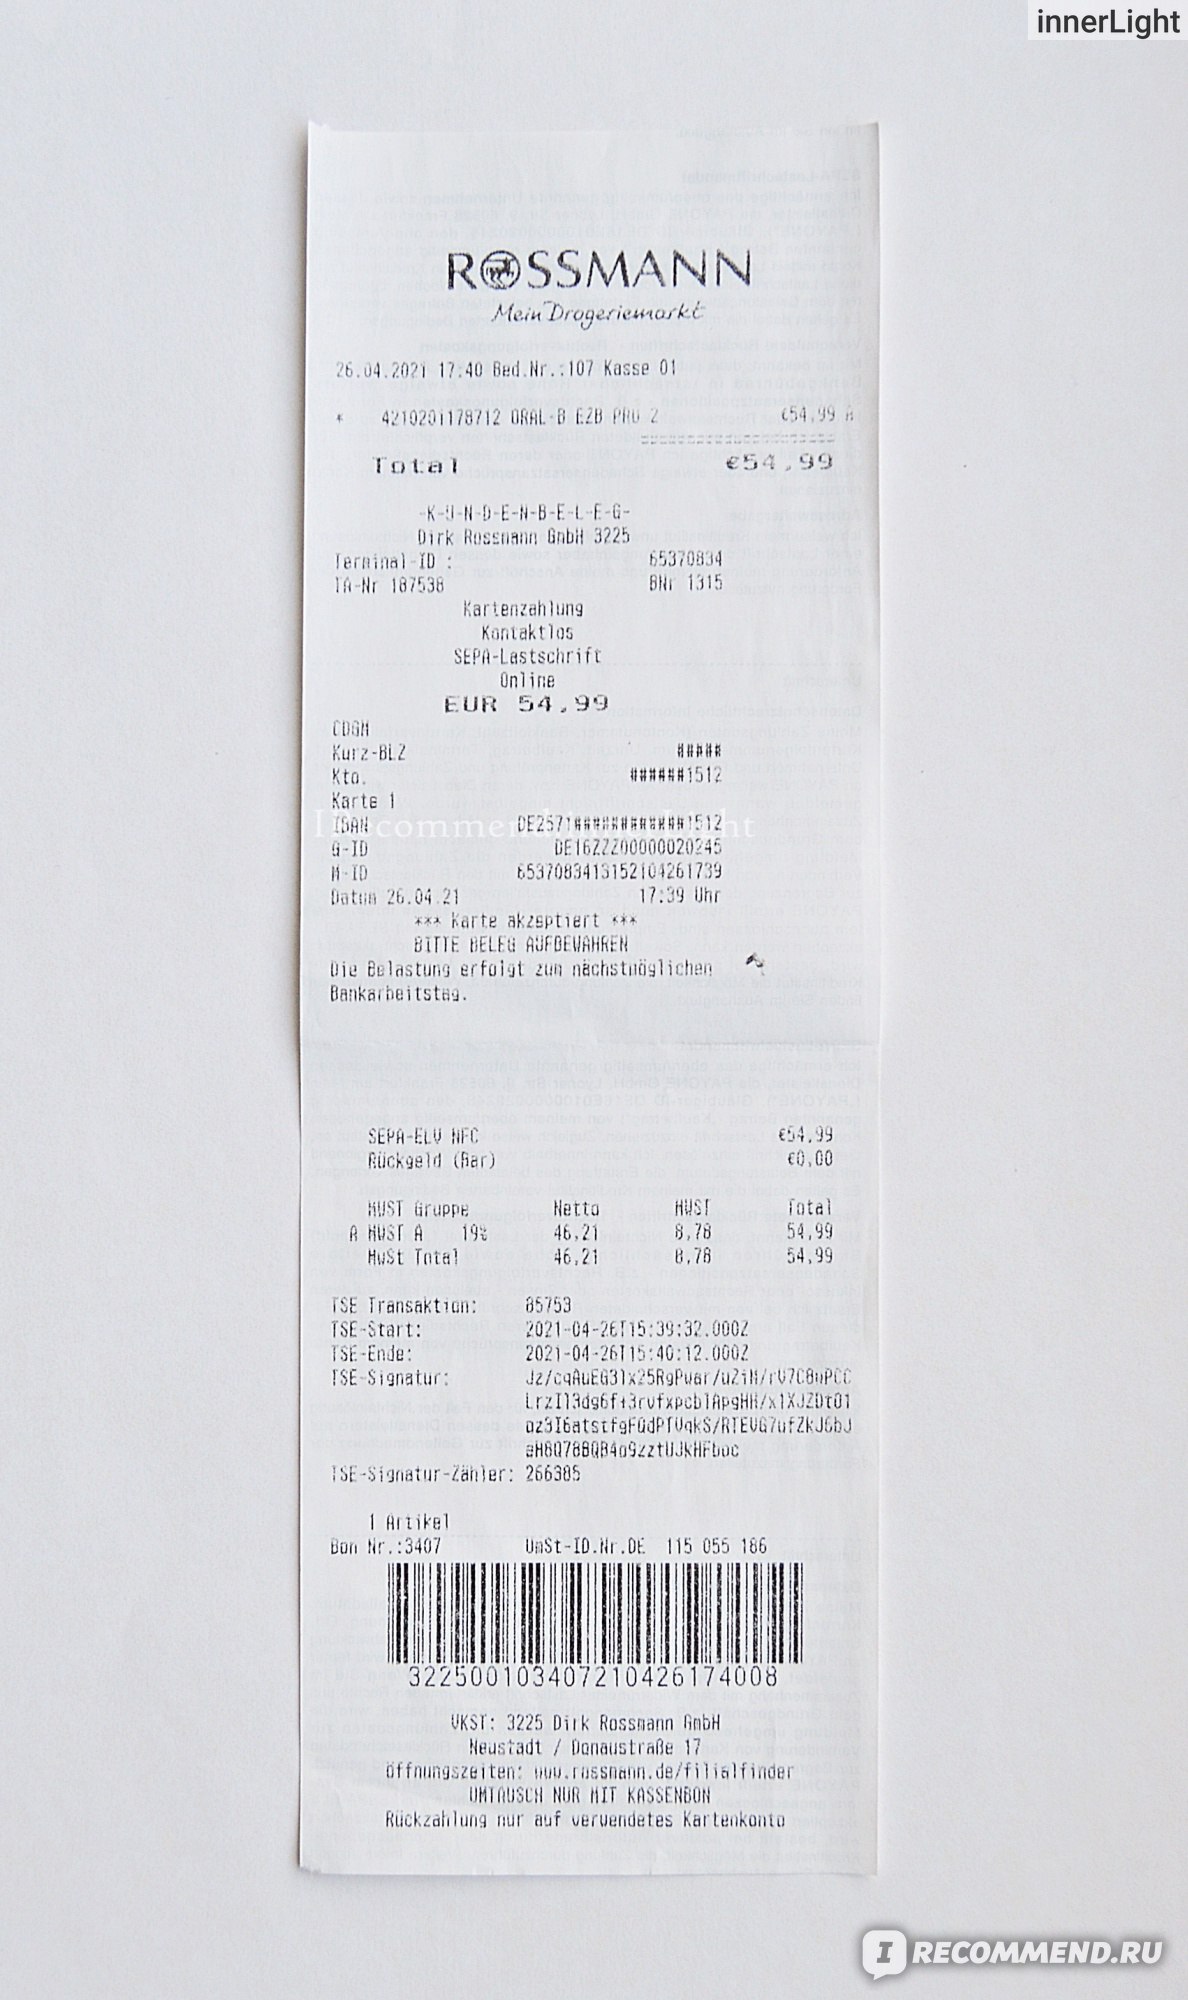 innerLight
ROSSMANN
Mein Drogeriemarkt
26.04.2021 17:40 Bed.Nr.:107 Kasse 01
* 4210201178712 ORAL-B EZB PRO 2 €54,99 A
Total €54,99
-K-U-N-D-E-N-B-E-L-E-G-
Dirk Rossmann GmbH 3225
Terminal-ID : 65370834
TA-Nr 187538 BNr 1315
Kartenzahlung
Kontaktlos
SEPA-Lastschrift
Online
EUR 54,99
CDGM
Kurz-BLZ #####
Kto. ######1512
Karte 1
IBAN DE2571############1512
G-ID DE16ZZZ00000020245
M-ID 6537083413152104261739
Datum 26.04.21 17:39 Uhr
*** Karte akzeptiert ***
BITTE BELEG AUFBEWAHREN
Die Belastung erfolgt zum nächstmöglichen
Bankarbeitstag.
SEPA-ELV NFC €54,99
Rückgeld (Bar) €0,00
MWST Gruppe Netto MWST Total
A MWST A 19% 46,21 8,78 54,99
MwSt Total 46,21 8,78 54,99
TSE Transaktion: 85753
TSE-Start: 2021-04-26T15:39:32.000Z
TSE-Ende: 2021-04-26T15:40:12.000Z
TSE-Signatur:
TSE-Signatur-Zähler: 266385
1 Artikel
Bon Nr.:3407 UmSt-ID.Nr.DE 115 055 186
322500103407210426174008
VKST: 3225 Dirk Rossmann GmbH
Neustadt / Donaustraße 17
Öffnungszeiten: www.rossmann.de/filialfinder
UMTAUSCH NUR MIT KASSENBON
Rückzahlung nur auf verwendetes Kartenkonto
IRECOMMEND.RU